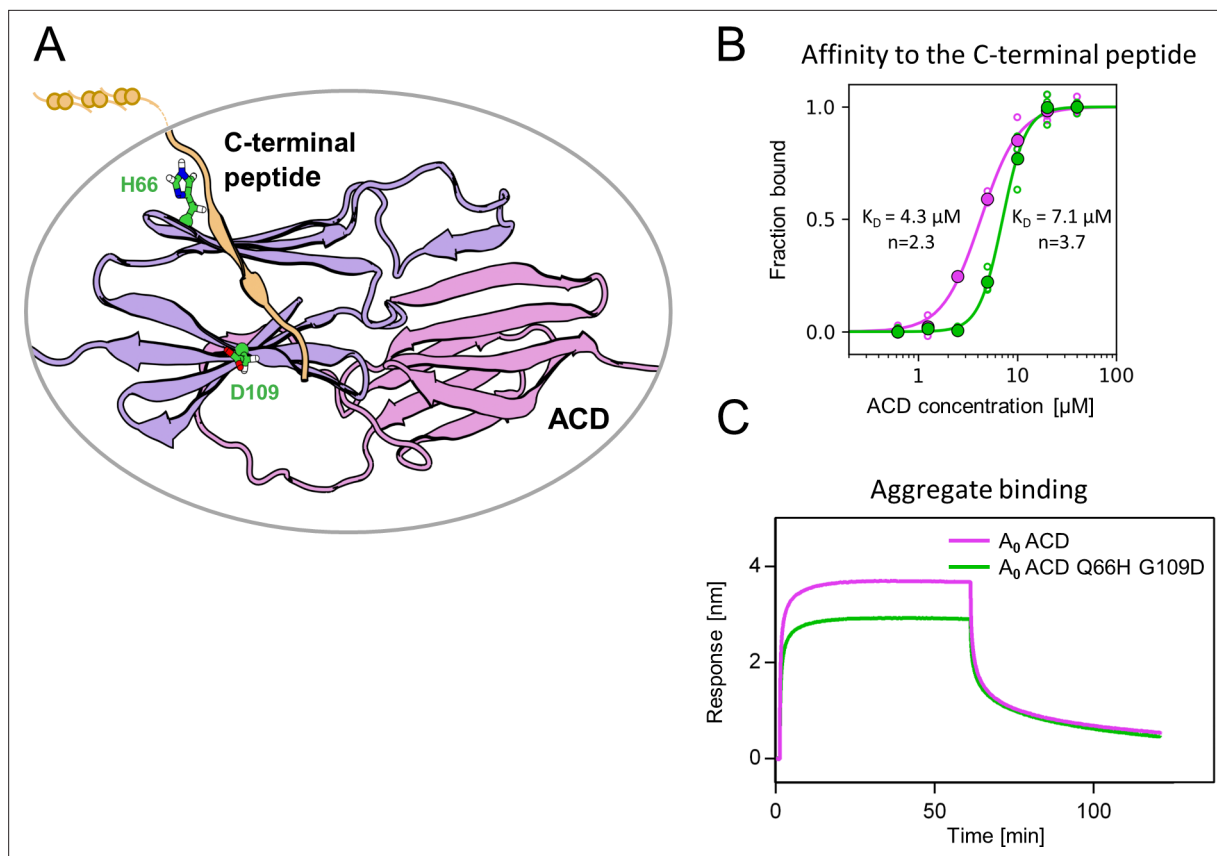 A
C-terminal
peptide
H66
D109
ACD
B
Affinity to the C-terminal peptide
Fraction bound
1.0
0.5
0.0
K_D = 4.3 µM
n=2.3
K_D = 7.1 µM
n=3.7
1 10 100
ACD concentration [µM]
C
Aggregate binding
Response [nm]
4
2
0
A₀ ACD
A₀ ACD Q66H G109D
0 50 100
Time [min]